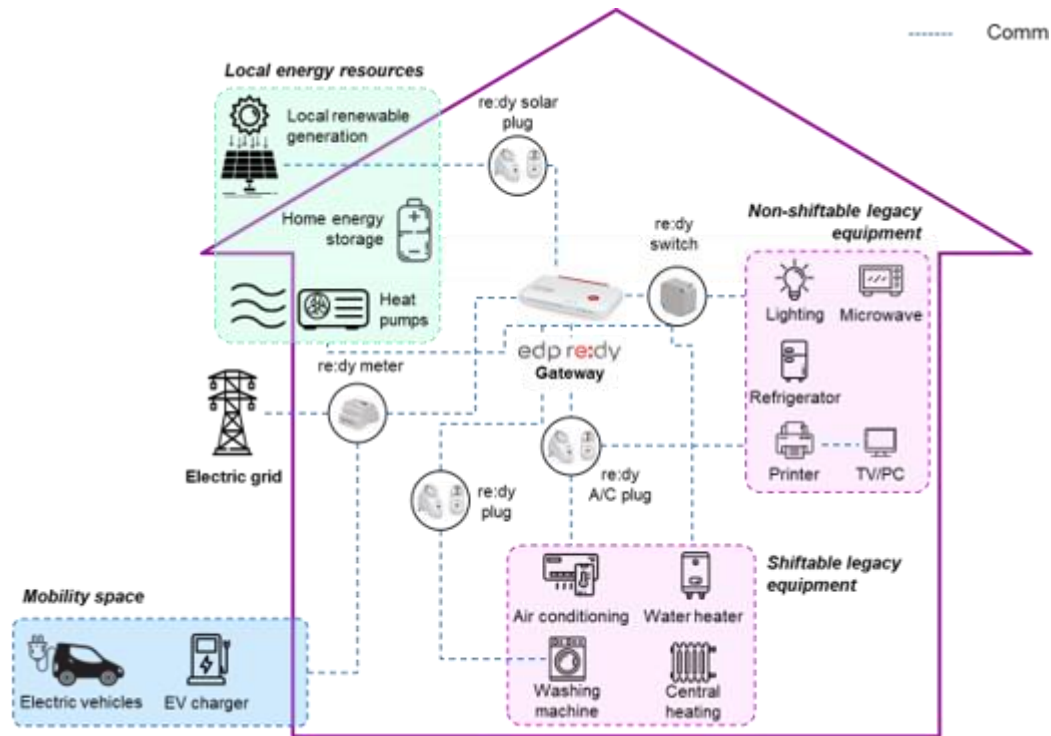 Comm
Local energy resources
Local renewable
generation
re:dy solar
plug
Home energy
storage
re:dy
switch
Non-shiftable legacy
equipment
Lighting
Microwave
Heat
pumps
re:dy meter
edp re:dy
Gateway
Refrigerator
Electric grid
Printer
TV/PC
re:dy
A/C plug
re:dy
plug
Shiftable legacy
equipment
Air conditioning
Water heater
Mobility space
Electric vehicles
EV charger
Washing
machine
Central
heating